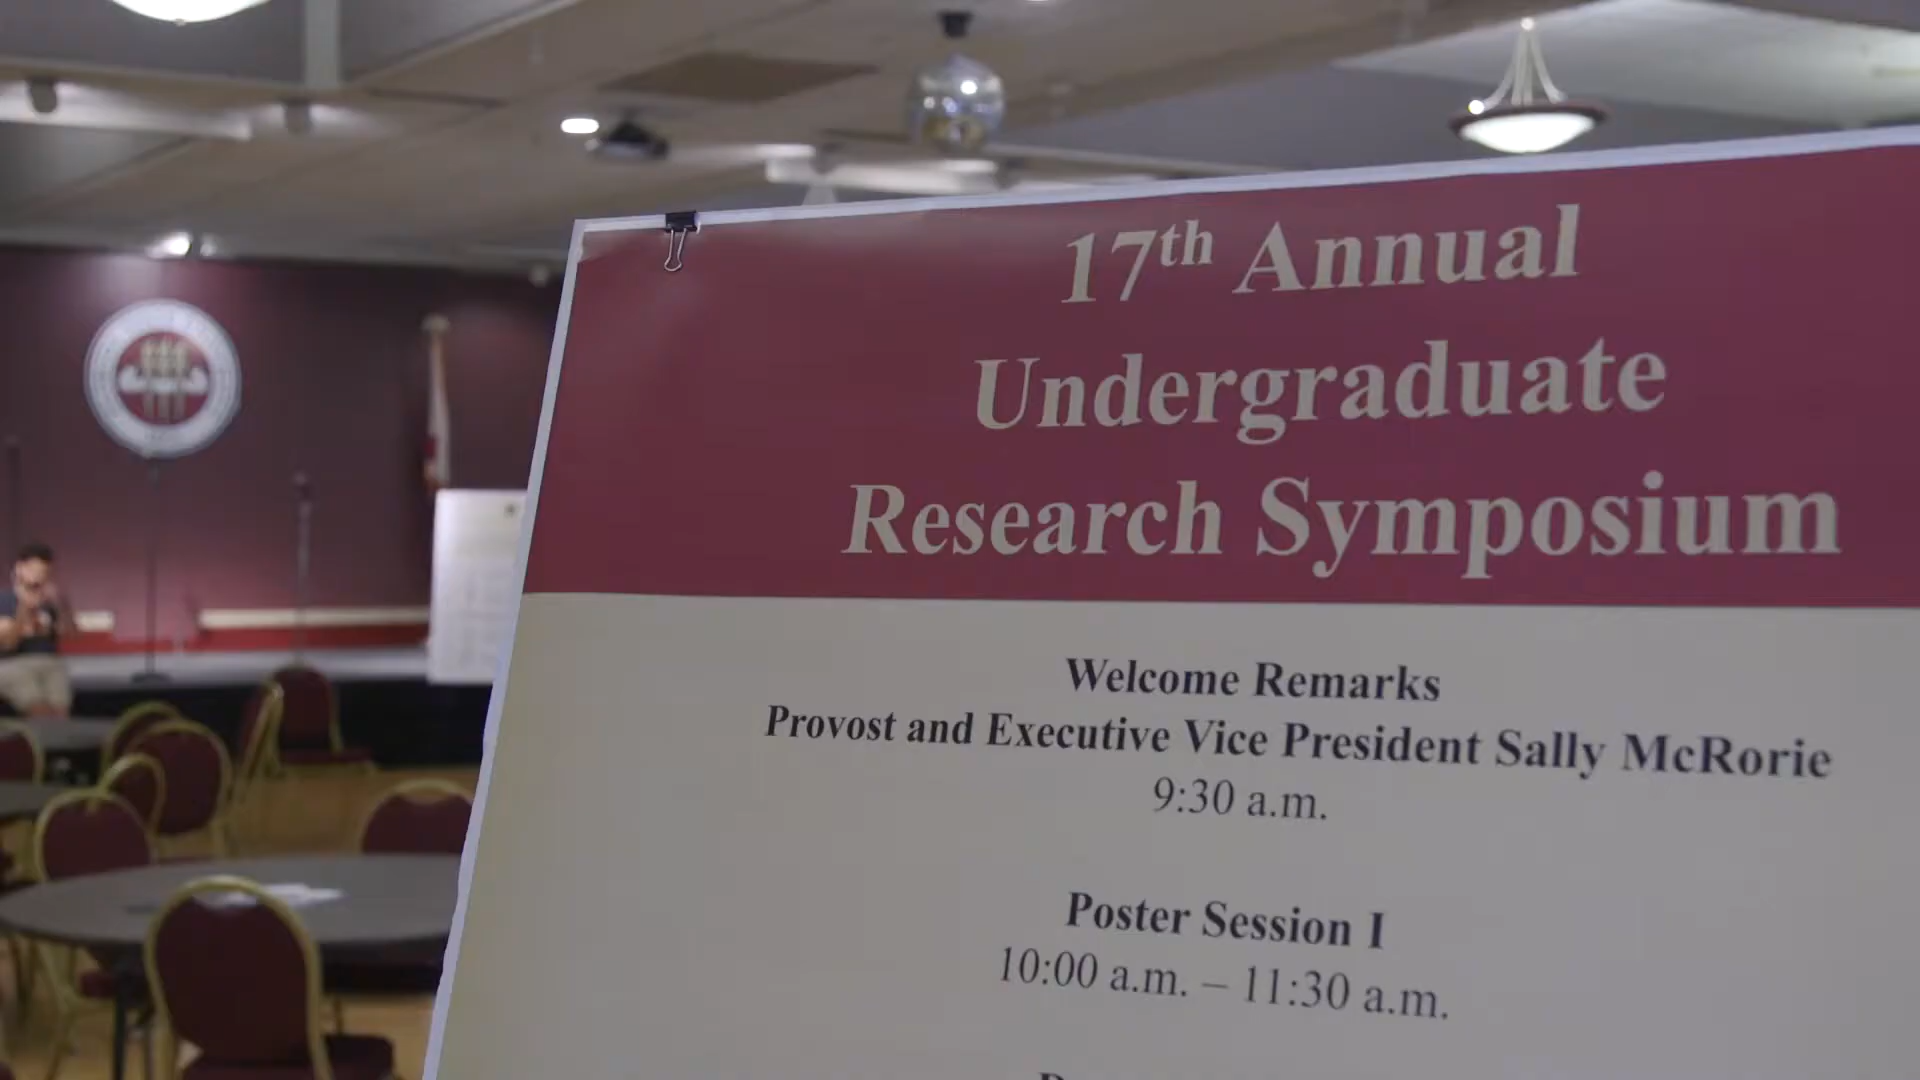 17th Annual
Undergraduate
Research Symposium
Welcome Remarks
Provost and Executive Vice President Sally McRorie
9:30 a.m.
Poster Session I
10:00 a.m. – 11:30 a.m.